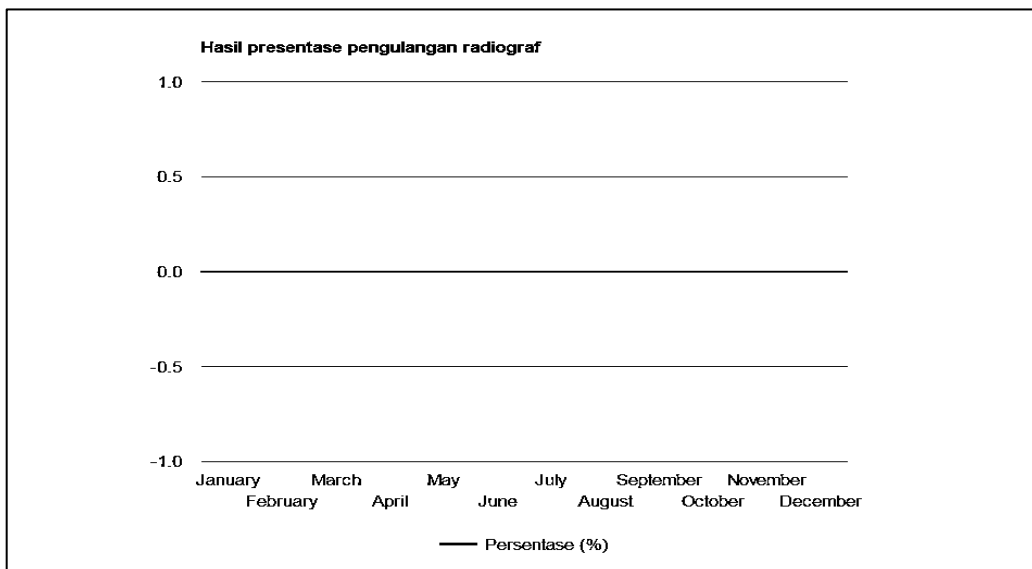 Hasil presentase pengulangan radiograf
1.0
0.5
0.0
-0.5
-1.0
January March May July September November
February April June August October December
Persentase (%)